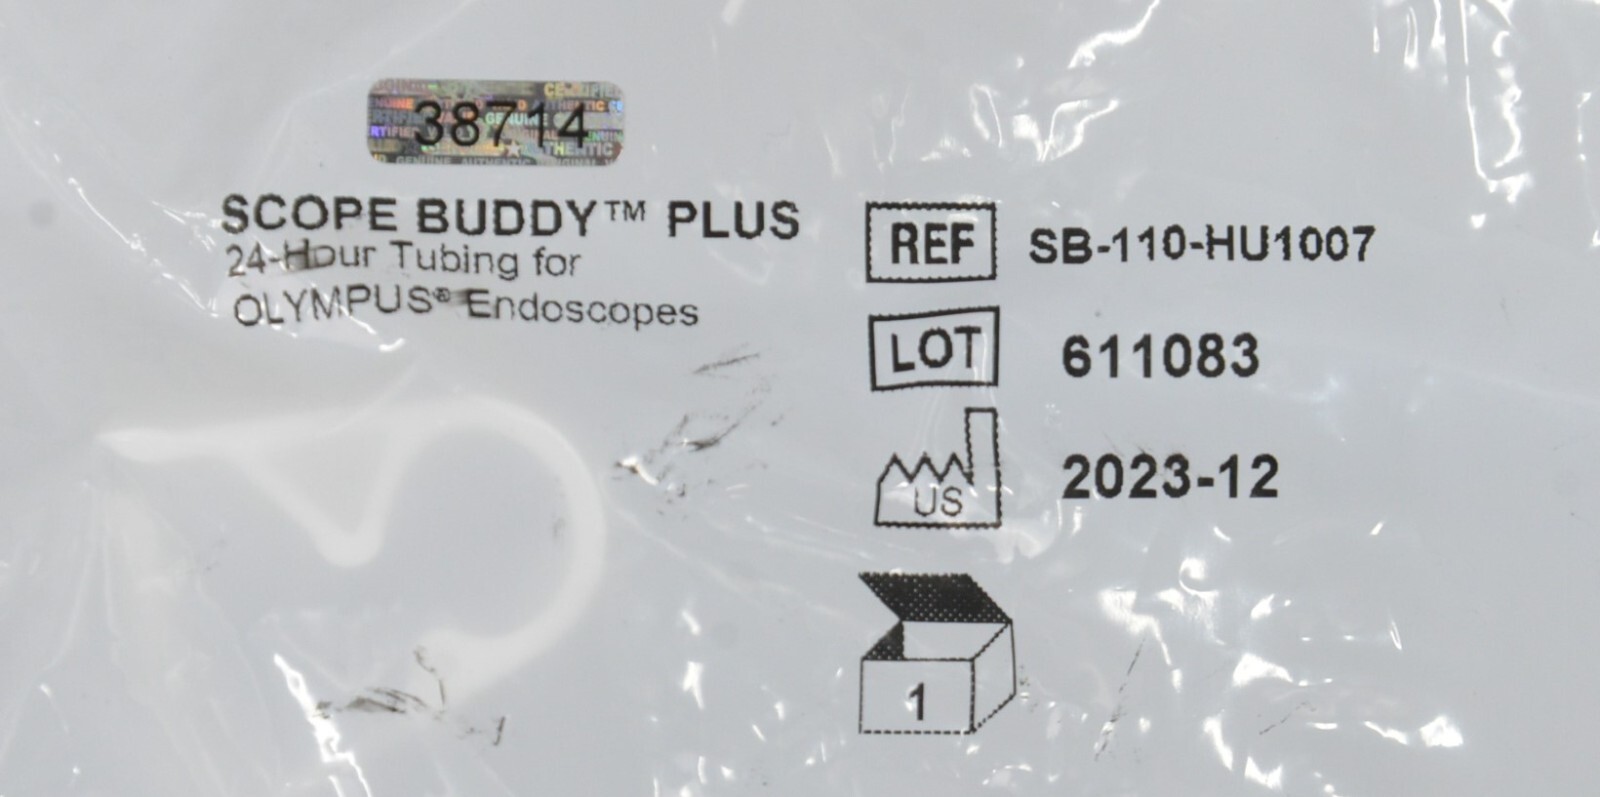 38714
SCOPE BUDDY™ PLUS
24-Hour Tubing for
OLYMPUS® Endoscopes
REF SB-110-HU1007
LOT 611083
US 2023-12
1